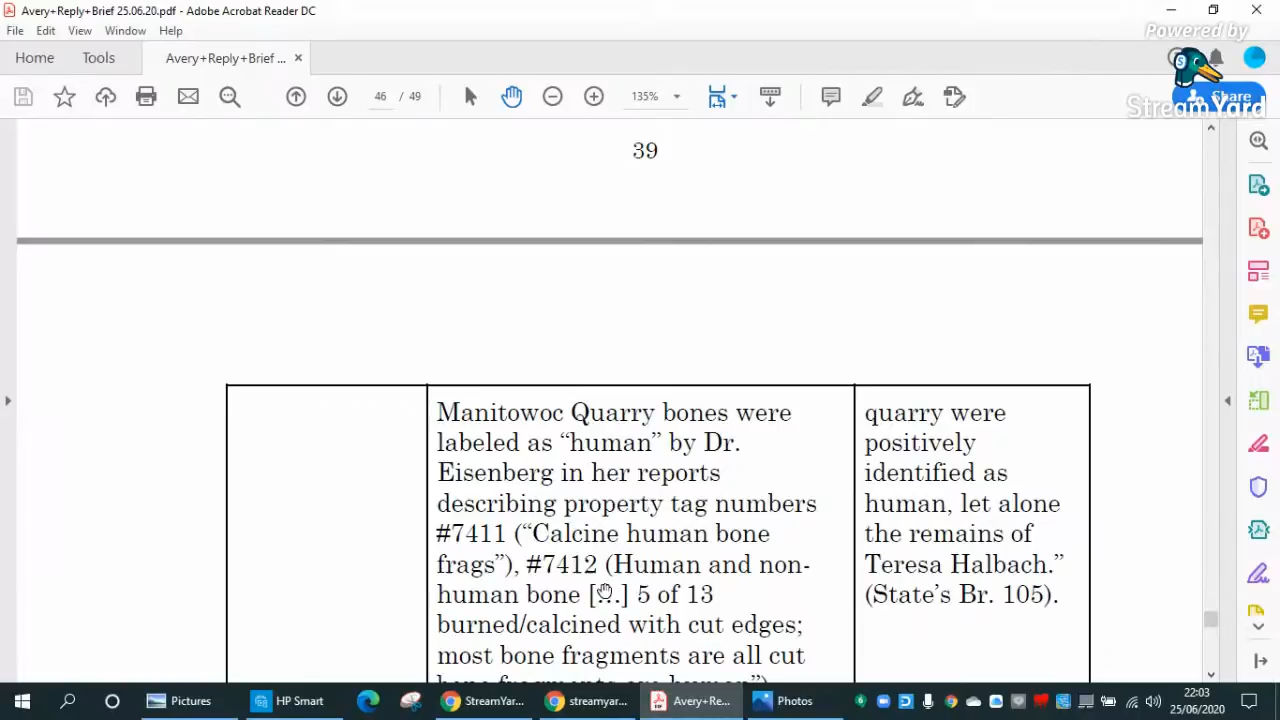 Avery+Reply+Brief 25.06.20.pdf - Adobe Acrobat Reader DC
Powered by
File Edit View Window Help
Home Tools Avery+Reply+Brief ... ×
StreamYard
Share
46 / 49 135%
39
Manitowoc Quarry bones were
labeled as “human” by Dr.
Eisenberg in her reports
describing property tag numbers
#7411 (“Calcine human bone
frags”), #7412 (Human and non-
human bone [...] 5 of 13
burned/calcined with cut edges;
most bone fragments are all cut
bone fragments are human”)
quarry were
positively
identified as
human, let alone
the remains of
Teresa Halbach.”
(State’s Br. 105).
Pictures HP Smart StreamYar... streamyar... Avery+Re... Photos
22:03
25/06/2020